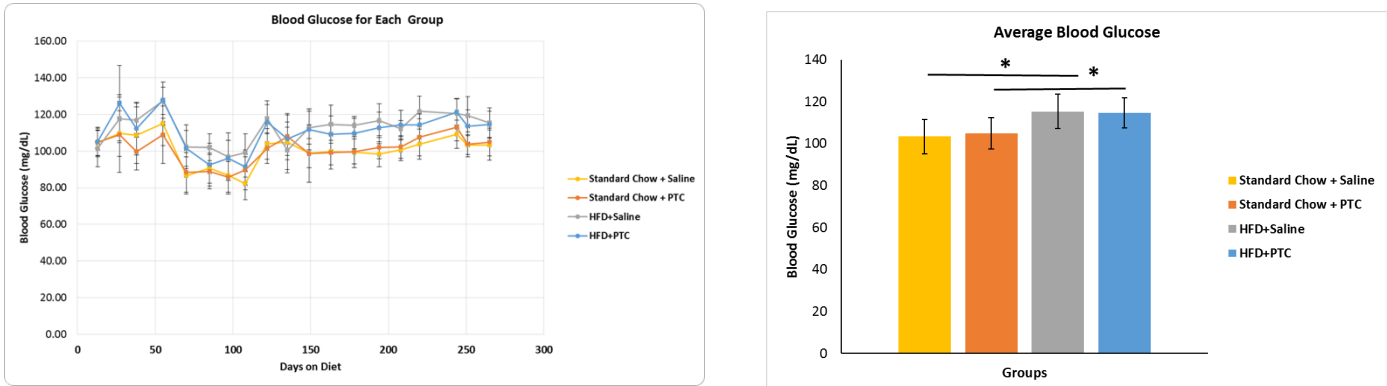 Blood Glucose for Each Group
160.00
140.00
120.00
100.00
80.00
60.00
40.00
20.00
0.00
Blood Glucose (mg/dL)
0 50 100 150 200 250 300
Days on Diet
Standard Chow + Saline
Standard Chow + PTC
HFD+Saline
HFD+PTC
Average Blood Glucose
140
120
100
80
60
40
20
0
Blood Glucose (mg/dL)
* *
Groups
Standard Chow + Saline
Standard Chow + PTC
HFD+Saline
HFD+PTC